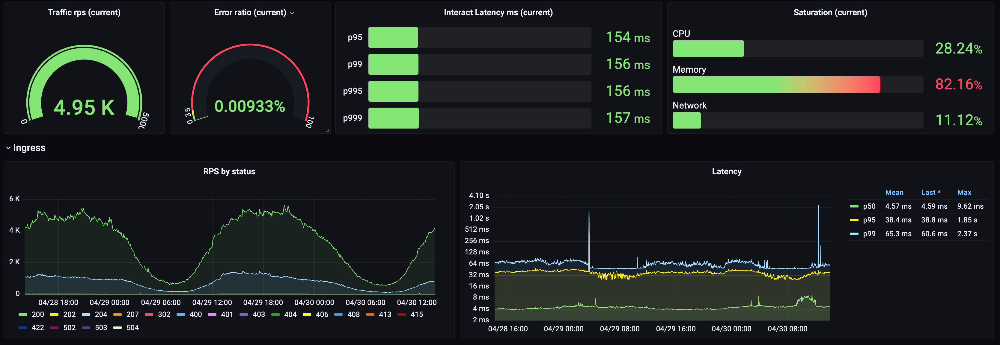 Traffic rps (current)
4.95 K
0
5000
Error ratio (current)
0.00933%
0
3 5
100
Interact Latency ms (current)
p95 154 ms
p99 156 ms
p995 156 ms
p999 157 ms
Saturation (current)
CPU
28.24%
Memory
82.16%
Network
11.12%
Ingress
RPS by status
6 K
4 K
2 K
0
04/28 18:00 04/29 00:00 04/29 06:00 04/29 12:00 04/29 18:00 04/30 00:00 04/30 06:00 04/30 12:00
200 202 204 207 302 400 401 403 404 406 408 413 415
422 502 503 504
Latency
4.10 s
2.05 s
1.02 s
512 ms
256 ms
128 ms
64 ms
32 ms
16 ms
8 ms
4 ms
2 ms
04/28 16:00 04/29 00:00 04/29 08:00 04/29 16:00 04/30 00:00 04/30 08:00
Mean Last * Max
p50 4.57 ms 4.59 ms 9.62 ms
p95 38.4 ms 38.8 ms 1.85 s
p99 65.3 ms 60.6 ms 2.37 s